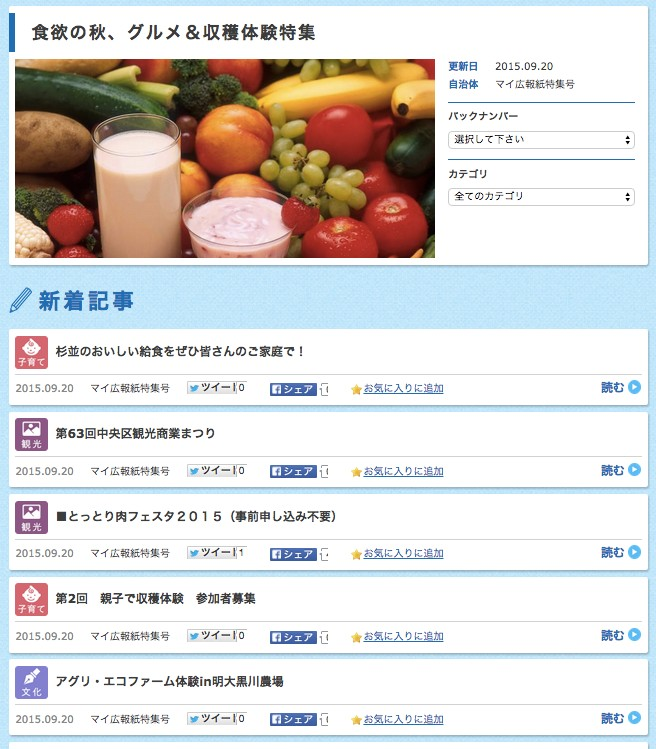 食欲の秋、グルメ＆収穫体験特集
更新日 2015.09.20
自治体 マイ広報紙特集号
バックナンバー
選択して下さい
カテゴリ
全てのカテゴリ
新着記事
子育て 杉並のおいしい給食をぜひ皆さんのご家庭で！
2015.09.20 マイ広報紙特集号 ツイート 0 シェア お気に入りに追加 読む
観光 第63回中央区観光商業まつり
2015.09.20 マイ広報紙特集号 ツイート 0 シェア お気に入りに追加 読む
観光 ■とっとり肉フェスタ２０１５（事前申し込み不要）
2015.09.20 マイ広報紙特集号 ツイート 1 シェア お気に入りに追加 読む
子育て 第2回　親子で収穫体験　参加者募集
2015.09.20 マイ広報紙特集号 ツイート 0 シェア お気に入りに追加 読む
文化 アグリ・エコファーム体験in明大黒川農場
2015.09.20 マイ広報紙特集号 ツイート 0 シェア お気に入りに追加 読む